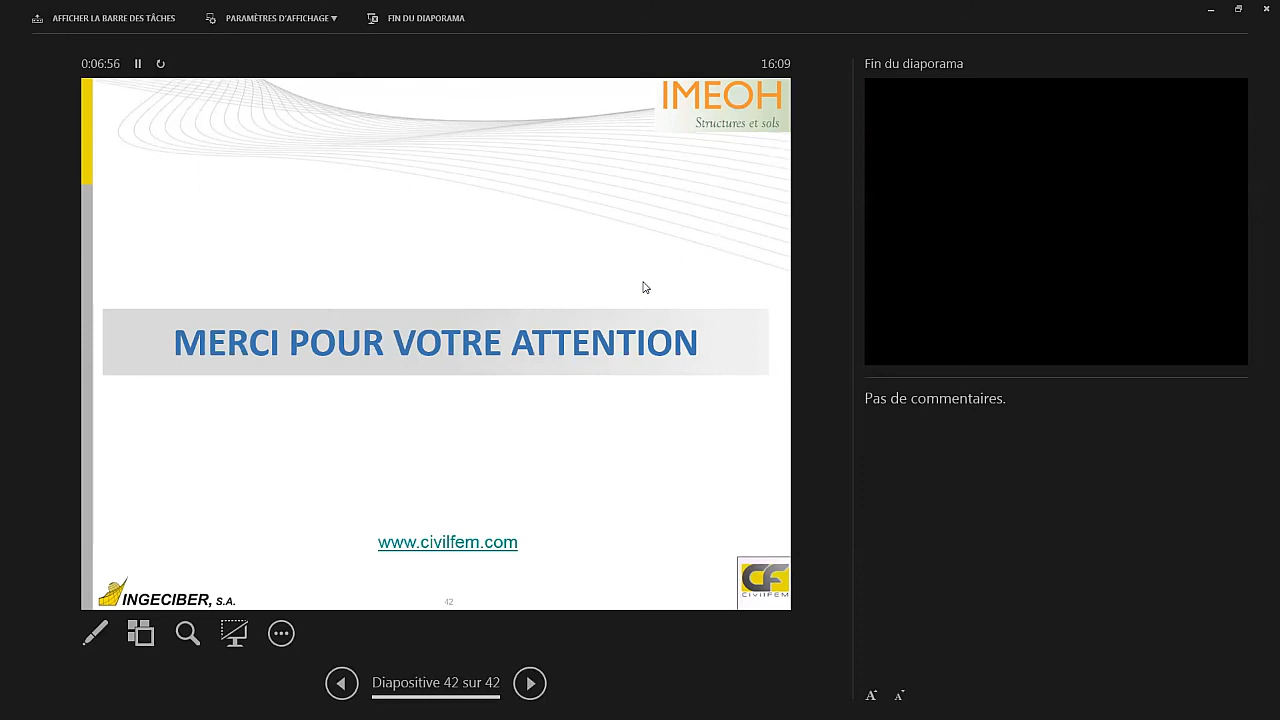 AFFICHER LA BARRE DES TÂCHES
PARAMÈTRES D'AFFICHAGE ▼
FIN DU DIAPORAMA
0:06:56
16:09
IMEOH
Structures et sols
MERCI POUR VOTRE ATTENTION
www.civilfem.com
INGECIBER, S.A.
42
CF
CIVILFEM
Diapositive 42 sur 42
Fin du diaporama
Pas de commentaires.
A A